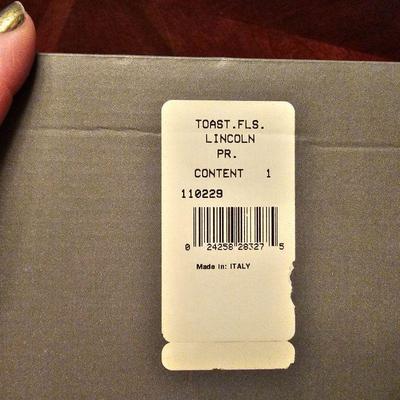 TOAST.FLS.
LINCOLN
PR.
CONTENT 1
110229
0 24258 28327 5
Made in: ITALY